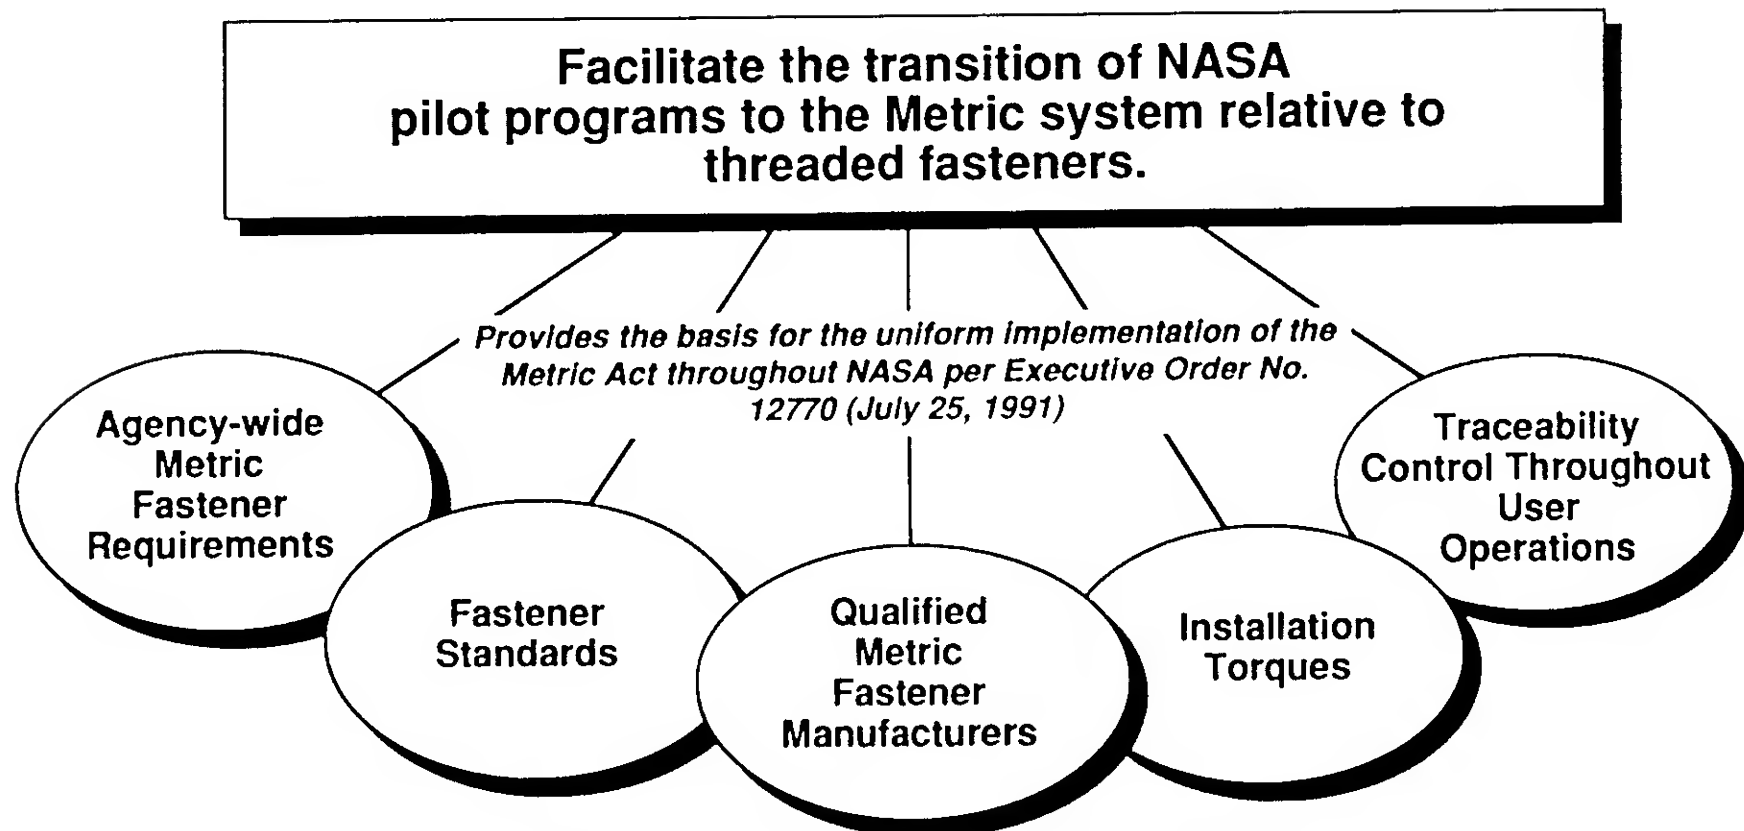 Facilitate the transition of NASA
pilot programs to the Metric system relative to
threaded fasteners.
Provides the basis for the uniform implementation of the
Metric Act throughout NASA per Executive Order No.
12770 (July 25, 1991)
Agency-wide
Metric
Fastener
Requirements
Fastener
Standards
Qualified
Metric
Fastener
Manufacturers
Installation
Torques
Traceability
Control Throughout
User
Operations